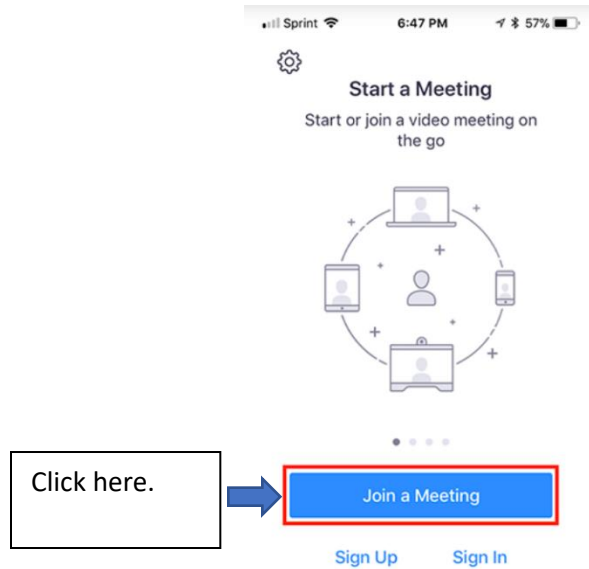 Sprint 6:47 PM 57%
Start a Meeting
Start or join a video meeting on
the go
Click here.
Join a Meeting
Sign Up Sign In